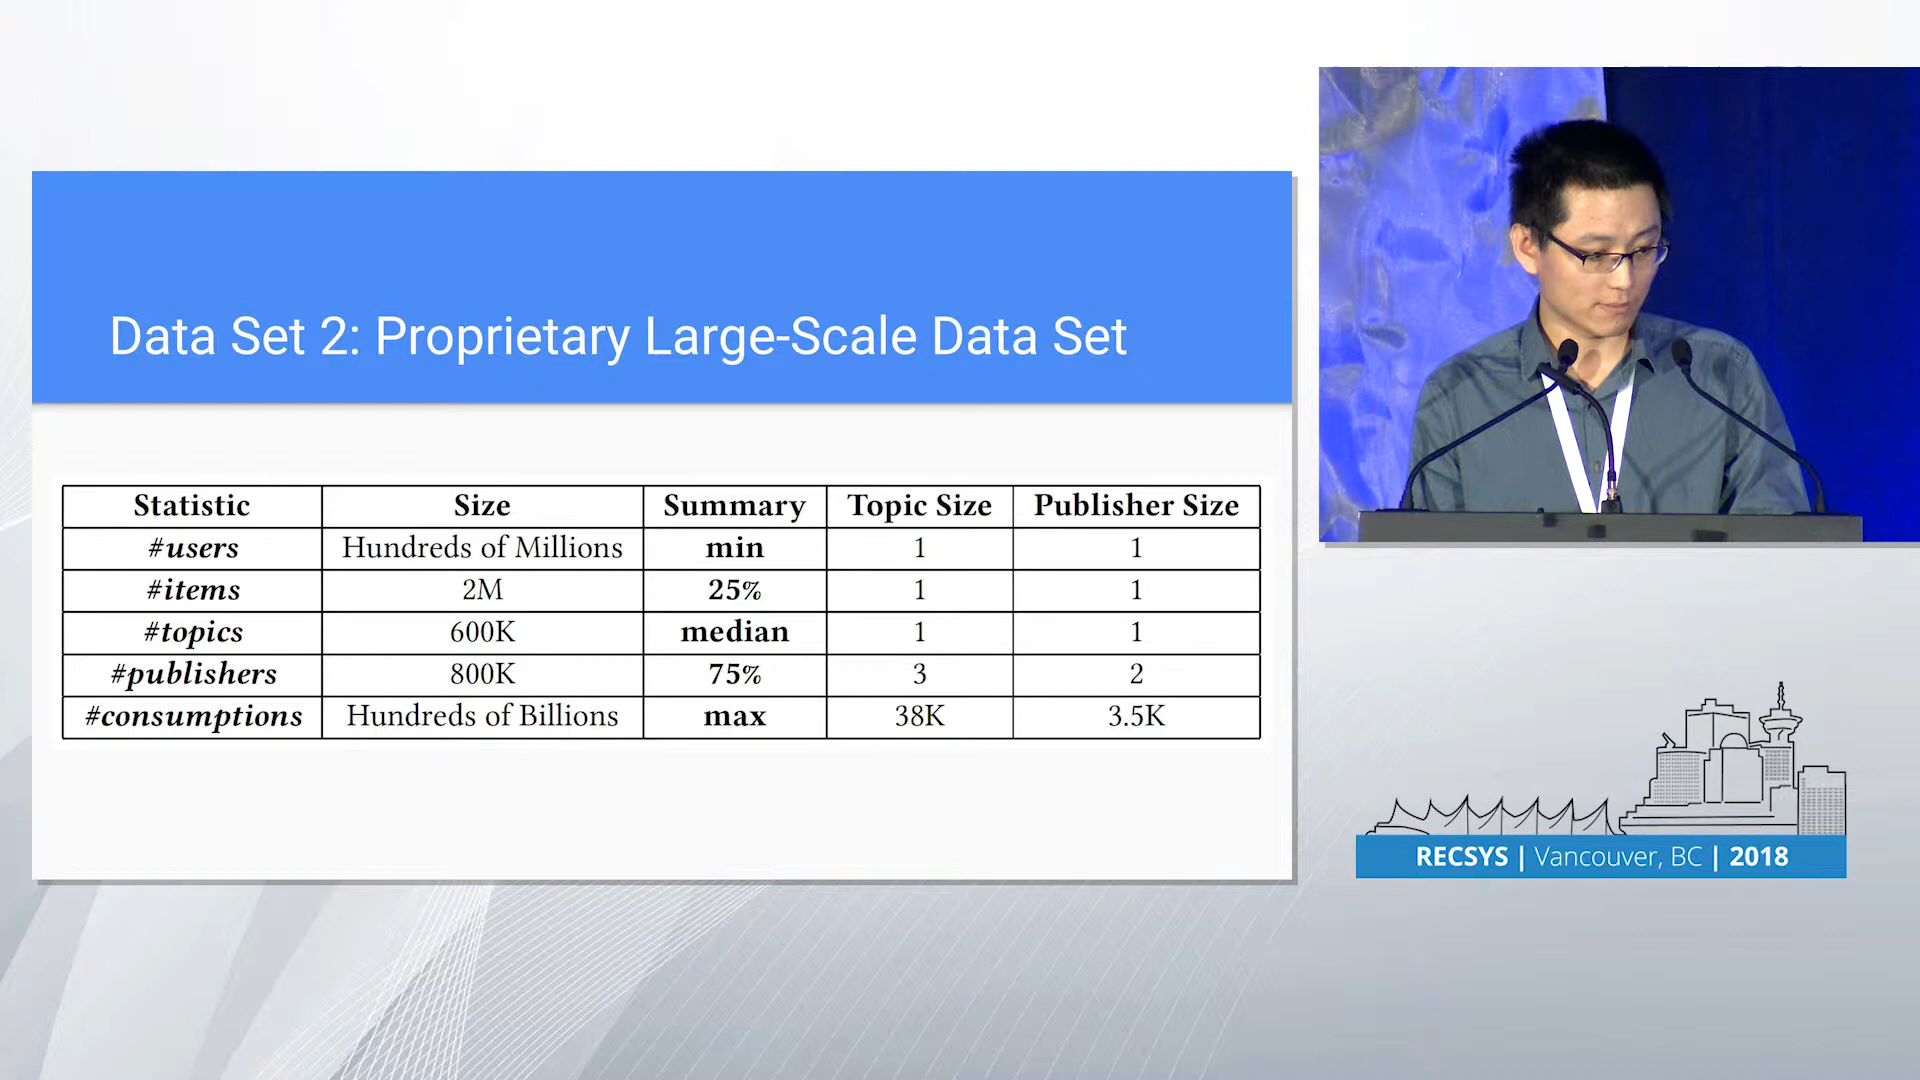 Data Set 2: Proprietary Large-Scale Data Set
Statistic Size Summary Topic Size Publisher Size
#users Hundreds of Millions min 1 1
#items 2M 25% 1 1
#topics 600K median 1 1
#publishers 800K 75% 3 2
#consumptions Hundreds of Billions max 38K 3.5K
RECSYS | Vancouver, BC | 2018